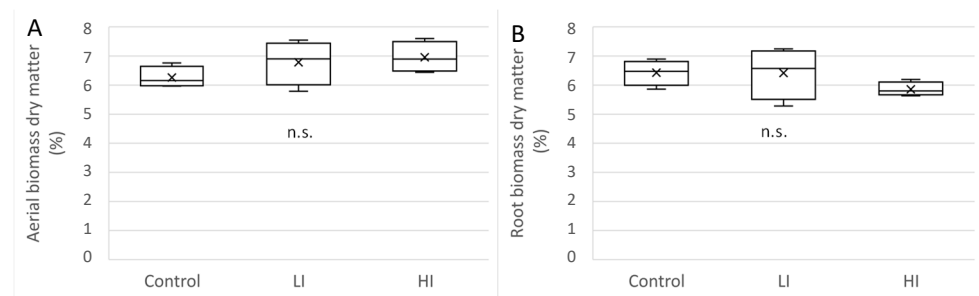 A
Aerial biomass dry matter
(%)
8
7
6
5
4
3
2
1
0
n.s.
Control LI HI
B
Root biomass dry matter
(%)
8
7
6
5
4
3
2
1
0
n.s.
Control LI HI